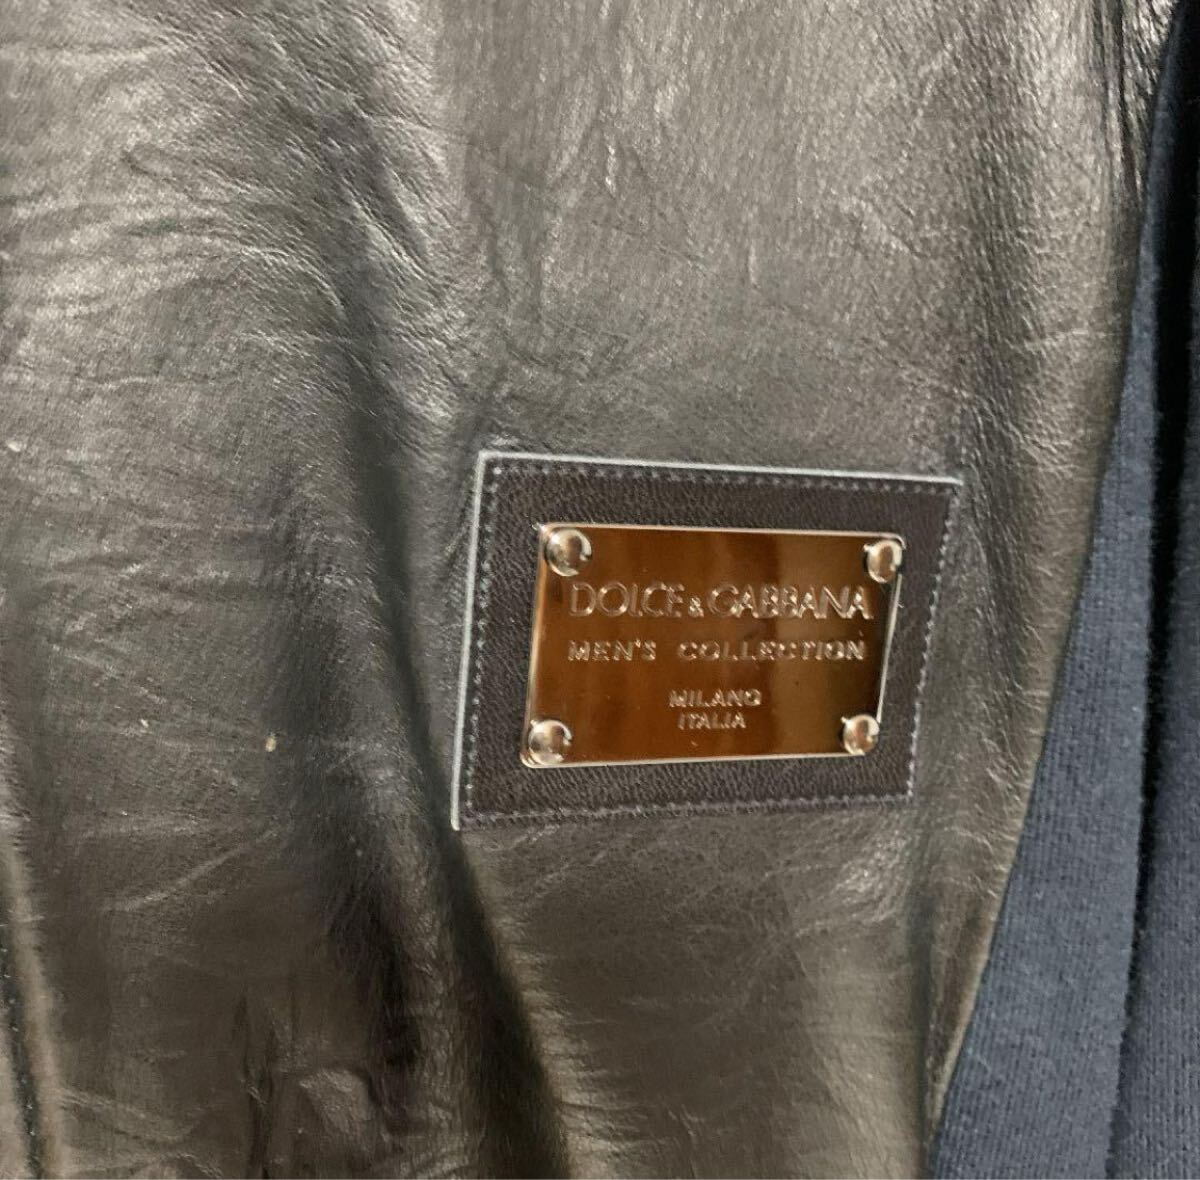 DOLCE & GABBANA
MEN'S COLLECTION
MILANO
ITALIA